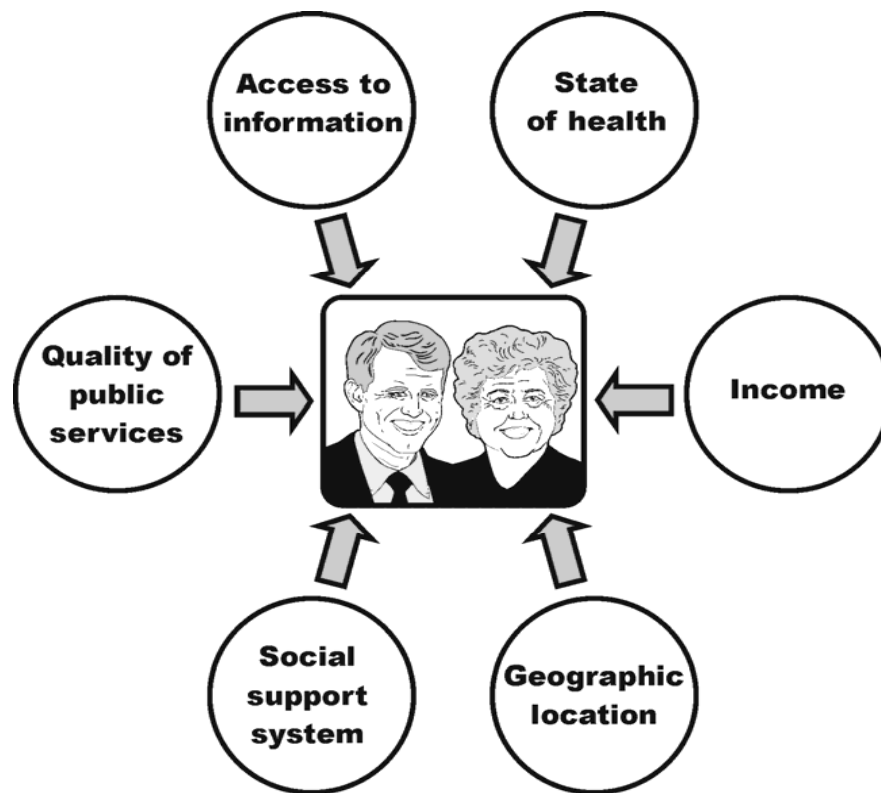 Access to
information
State
of health
Quality of
public
services
Income
Social
support
system
Geographic
location